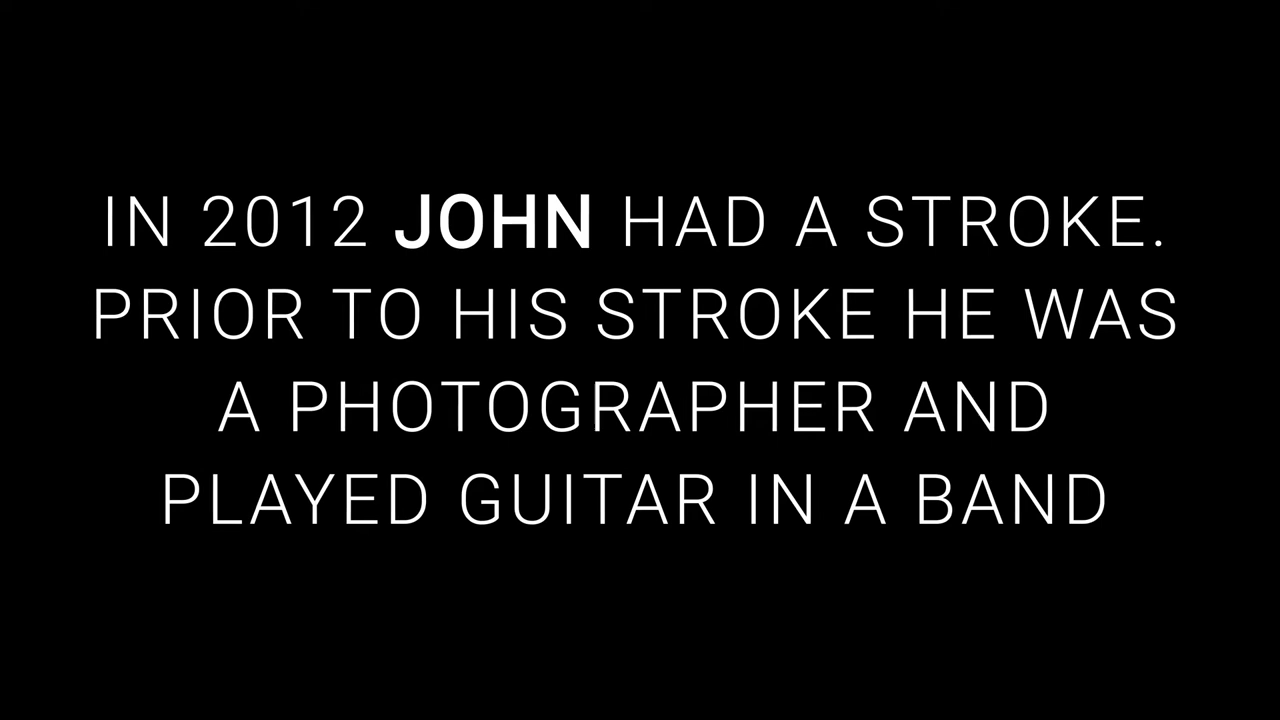 IN 2012 JOHN HAD A STROKE.
PRIOR TO HIS STROKE HE WAS
A PHOTOGRAPHER AND
PLAYED GUITAR IN A BAND